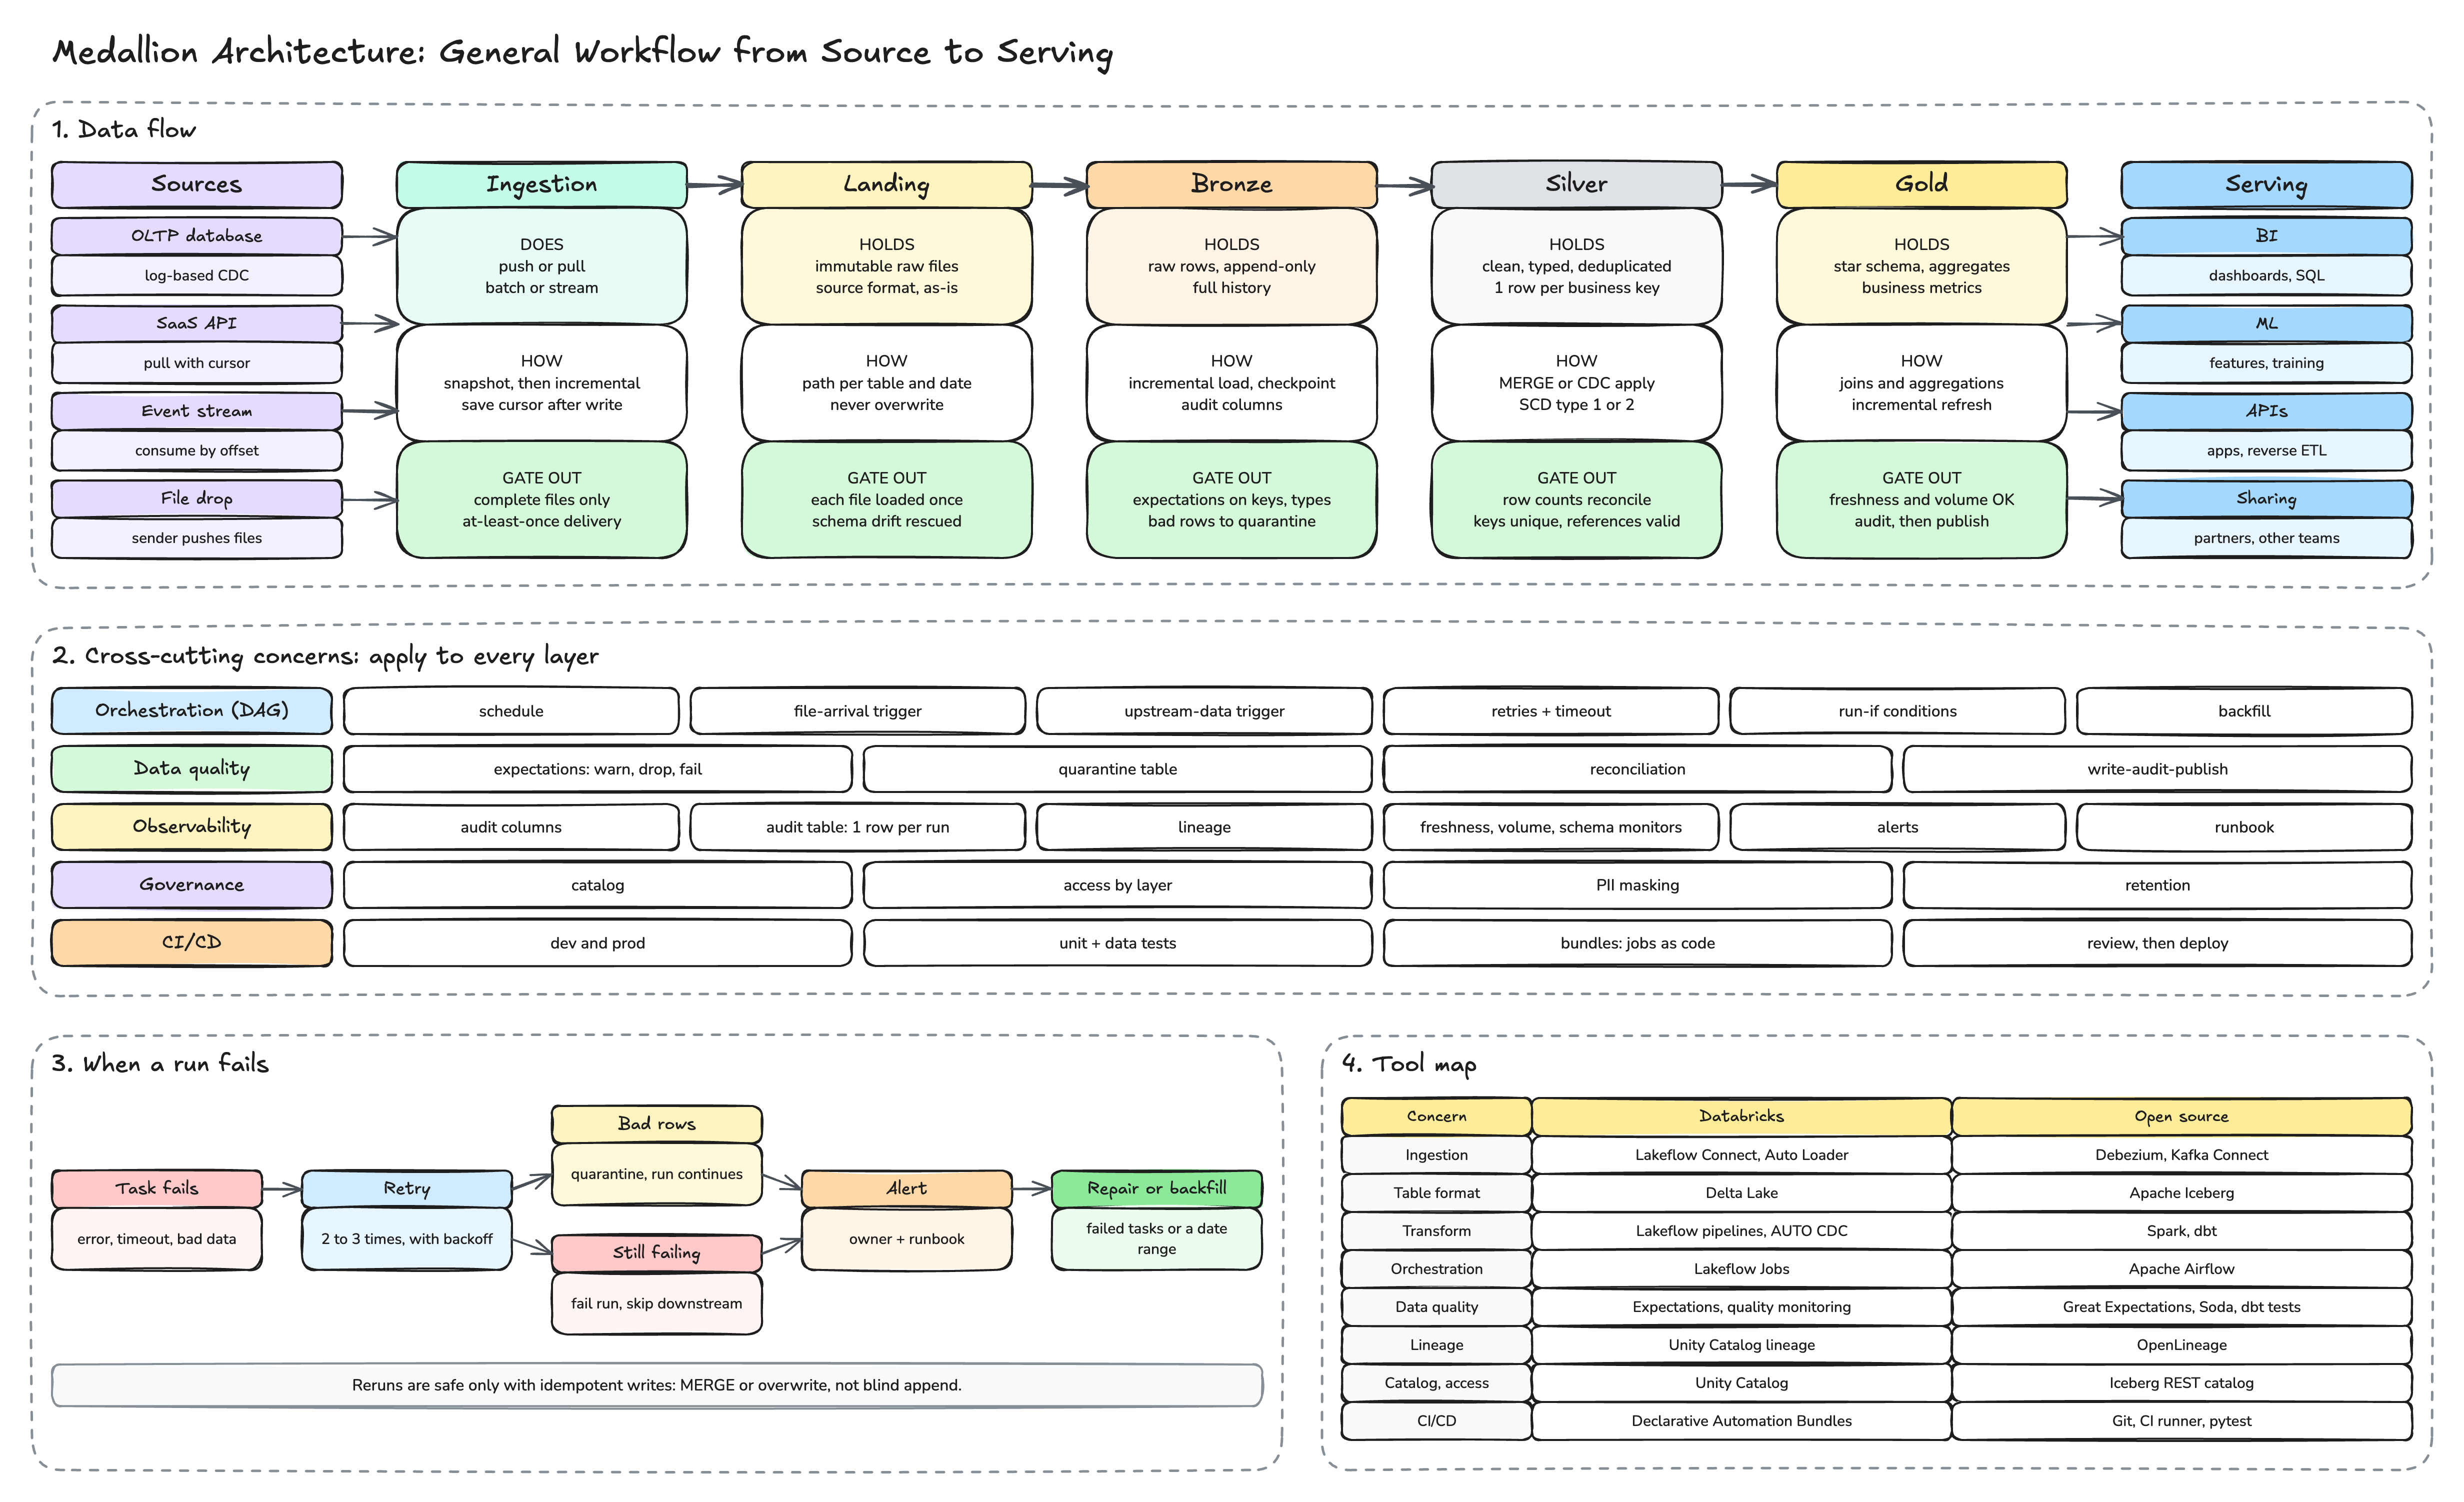 Medallion Architecture: General Workflow from Source to Serving
1. Data flow
Sources
OLTP database
log-based CDC
SaaS API
pull with cursor
Event stream
consume by offset
File drop
sender pushes files
Ingestion
DOES
push or pull
batch or stream
HOW
snapshot, then incremental
save cursor after write
GATE OUT
complete files only
at-least-once delivery
Landing
HOLDS
immutable raw files
source format, as-is
HOW
path per table and date
never overwrite
GATE OUT
each file loaded once
schema drift rescued
Bronze
HOLDS
raw rows, append-only
full history
HOW
incremental load, checkpoint
audit columns
GATE OUT
expectations on keys, types
bad rows to quarantine
Silver
HOLDS
clean, typed, deduplicated
1 row per business key
HOW
MERGE or CDC apply
SCD type 1 or 2
GATE OUT
row counts reconcile
keys unique, references valid
Gold
HOLDS
star schema, aggregates
business metrics
HOW
joins and aggregations
incremental refresh
GATE OUT
freshness and volume OK
audit, then publish
Serving
BI
dashboards, SQL
ML
features, training
APIs
apps, reverse ETL
Sharing
partners, other teams
2. Cross-cutting concerns: apply to every layer
Orchestration (DAG)
schedule
file-arrival trigger
upstream-data trigger
retries + timeout
run-if conditions
backfill
Data quality
expectations: warn, drop, fail
quarantine table
reconciliation
write-audit-publish
Observability
audit columns
audit table: 1 row per run
lineage
freshness, volume, schema monitors
alerts
runbook
Governance
catalog
access by layer
PII masking
retention
CI/CD
dev and prod
unit + data tests
bundles: jobs as code
review, then deploy
3. When a run fails
Task fails
error, timeout, bad data
Retry
2 to 3 times, with backoff
Bad rows
quarantine, run continues
Still failing
fail run, skip downstream
Alert
owner + runbook
Repair or backfill
failed tasks or a date
range
Reruns are safe only with idempotent writes: MERGE or overwrite, not blind append.
4. Tool map
Concern
Databricks
Open source
Ingestion
Lakeflow Connect, Auto Loader
Debezium, Kafka Connect
Table format
Delta Lake
Apache Iceberg
Transform
Lakeflow pipelines, AUTO CDC
Spark, dbt
Orchestration
Lakeflow Jobs
Apache Airflow
Data quality
Expectations, quality monitoring
Great Expectations, Soda, dbt tests
Lineage
Unity Catalog lineage
OpenLineage
Catalog, access
Unity Catalog
Iceberg REST catalog
CI/CD
Declarative Automation Bundles
Git, CI runner, pytest